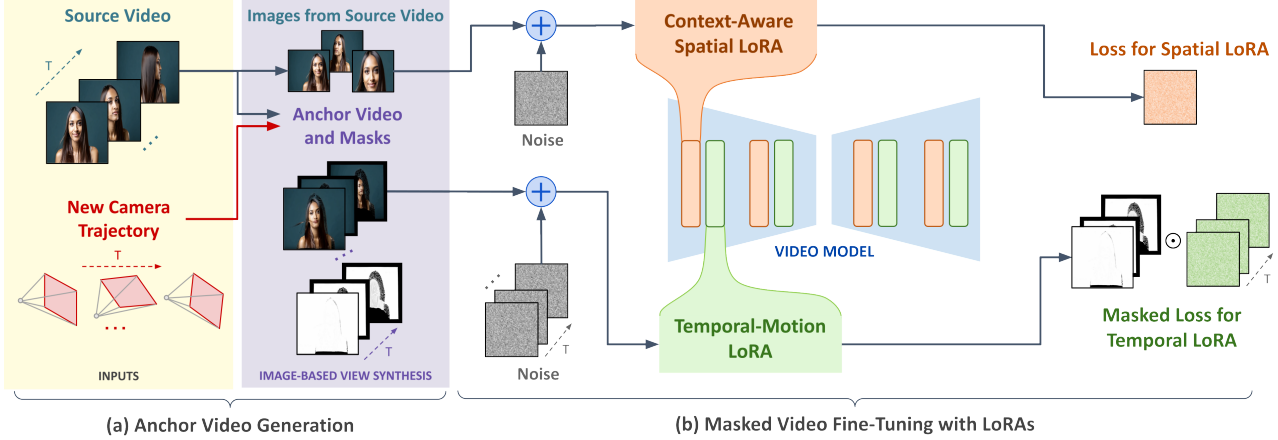 Source Video
T
New Camera
Trajectory
T
INPUTS
Images from Source Video
Anchor Video
and Masks
T
IMAGE-BASED VIEW SYNTHESIS
(a) Anchor Video Generation
Noise
Noise
T
Context-Aware
Spatial LoRA
VIDEO MODEL
Temporal-Motion
LoRA
Loss for Spatial LoRA
T
Masked Loss for
Temporal LoRA
(b) Masked Video Fine-Tuning with LoRAs